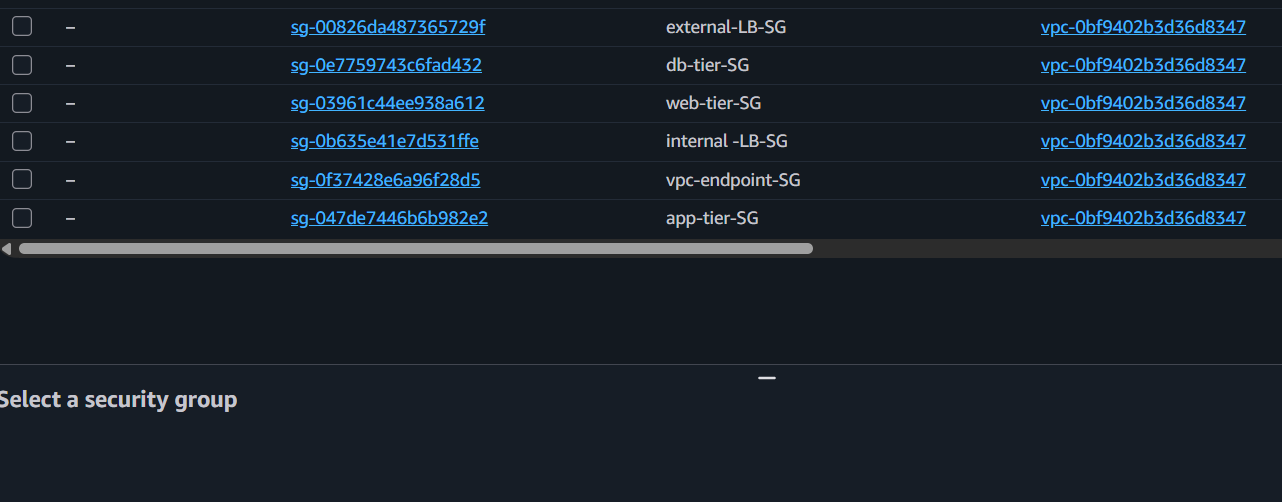 – sg-00826da487365729f external-LB-SG vpc-0bf9402b3d36d8347
– sg-0e7759743c6fad432 db-tier-SG vpc-0bf9402b3d36d8347
– sg-03961c44ee938a612 web-tier-SG vpc-0bf9402b3d36d8347
– sg-0b635e41e7d531ffe internal -LB-SG vpc-0bf9402b3d36d8347
– sg-0f37428e6a96f28d5 vpc-endpoint-SG vpc-0bf9402b3d36d8347
– sg-047de7446b6b982e2 app-tier-SG vpc-0bf9402b3d36d8347
Select a security group